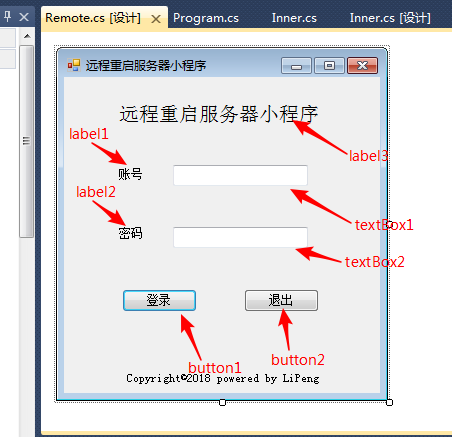 Remote.cs [设计] Program.cs Inner.cs Inner.cs [设计]
远程重启服务器小程序
远程重启服务器小程序
label1
label3
账号
label2
textBox1
密码
textBox2
登录 退出
button1 button2
Copyright©2018 powered by LiPeng